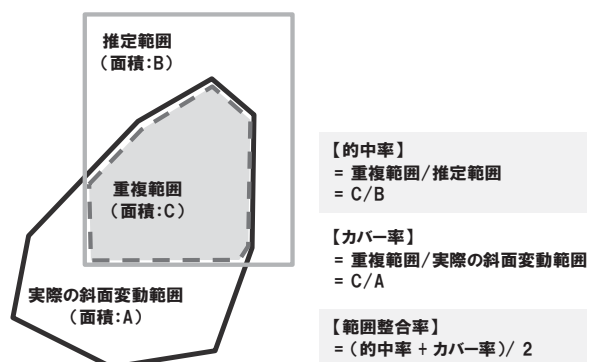 推定範囲
（面積:B）
重複範囲
（面積:C）
実際の斜面変動範囲
（面積:A）
【的中率】
= 重複範囲/推定範囲
= C/B
【カバー率】
= 重複範囲/実際の斜面変動範囲
= C/A
【範囲整合率】
= (的中率 + カバー率)/ 2